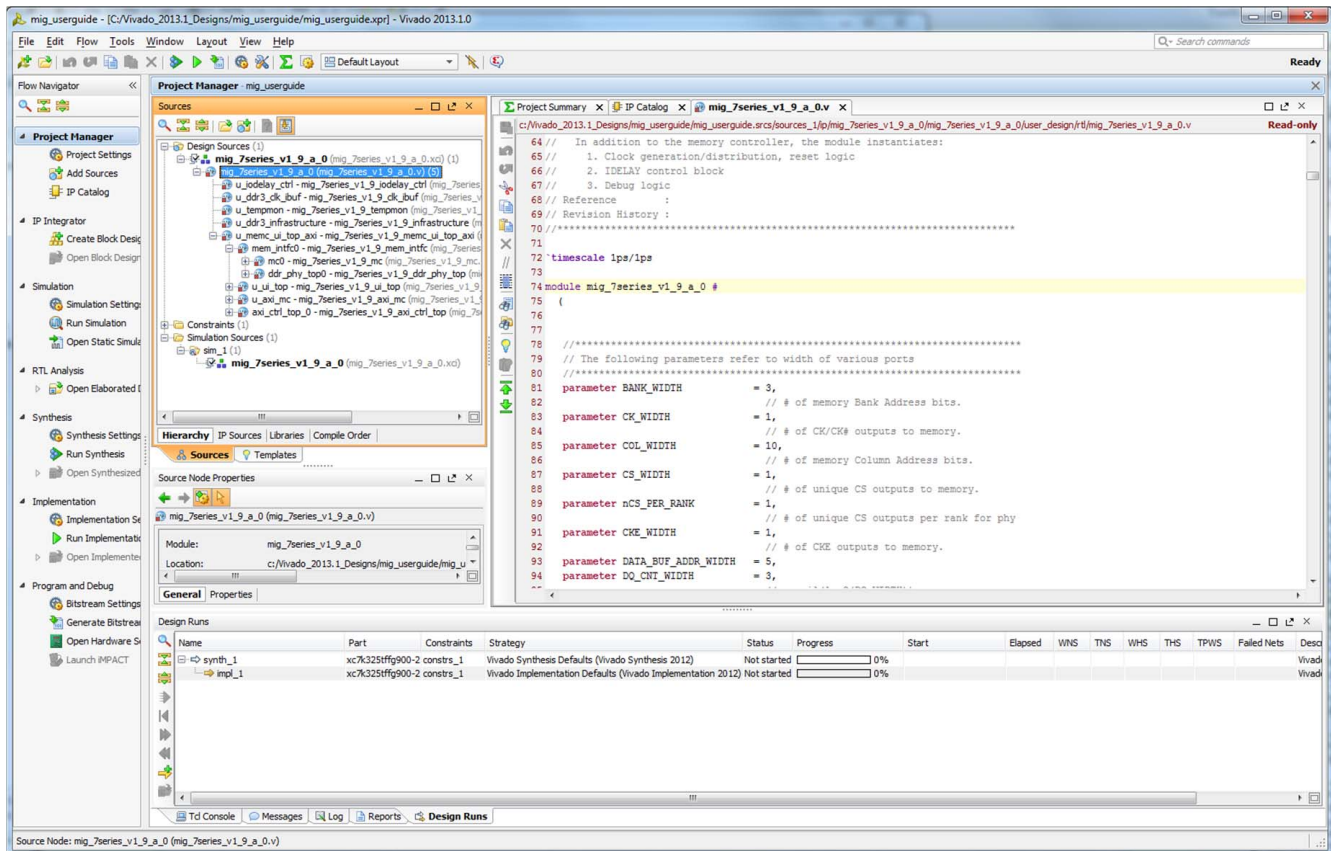 mig_userguide - [C:/Vivado_2013.1_Designs/mig_userguide/mig_userguide.xpr] - Vivado 2013.1.0
File Edit Flow Tools Window Layout View Help
Search commands
Default Layout
Ready
Flow Navigator
Project Manager
Project Settings
Add Sources
IP Catalog
IP Integrator
Create Block Desig
Open Block Design
Simulation
Simulation Settings
Run Simulation
Open Static Simula
RTL Analysis
Open Elaborated D
Synthesis
Synthesis Settings
Run Synthesis
Open Synthesized
Implementation
Implementation Se
Run Implementatio
Open Implemented
Program and Debug
Bitstream Settings
Generate Bitstream
Open Hardware S
Launch iMPACT
Project Manager - mig_userguide
Sources
Design Sources (1)
mig_7series_v1_9_a_0 (mig_7series_v1_9_a_0.xci) (1)
mig_7series_v1_9_a_0 (mig_7series_v1_9_a_0.v) (5)
u_iodelay_ctrl - mig_7series_v1_9_iodelay_ctrl (mig_7series_
u_ddr3_clk_ibuf - mig_7series_v1_9_clk_ibuf (mig_7series_v
u_tempmon - mig_7series_v1_9_tempmon (mig_7series_v1_
u_ddr3_infrastructure - mig_7series_v1_9_infrastructure (m
u_memc_ui_top_axi - mig_7series_v1_9_memc_ui_top_axi (
mem_intfc0 - mig_7series_v1_9_mem_intfc (mig_7series
mc0 - mig_7series_v1_9_mc (mig_7series_v1_9_mc.
ddr_phy_top0 - mig_7series_v1_9_ddr_phy_top (mi
u_ui_top - mig_7series_v1_9_ui_top (mig_7series_v1_9
u_axi_mc - mig_7series_v1_9_axi_mc (mig_7series_v1_
axi_ctrl_top_0 - mig_7series_v1_9_axi_ctrl_top (mig_7s
Constraints (1)
Simulation Sources (1)
sim_1 (1)
mig_7series_v1_9_a_0 (mig_7series_v1_9_a_0.xci)
Hierarchy IP Sources Libraries Compile Order
Sources Templates
Source Node Properties
mig_7series_v1_9_a_0 (mig_7series_v1_9_a_0.v)
Module: mig_7series_v1_9_a_0
Location: c:/Vivado_2013.1_Designs/mig_userguide/mig_u
General Properties
Project Summary IP Catalog mig_7series_v1_9_a_0.v
c:/Vivado_2013.1_Designs/mig_userguide/mig_userguide.srcs/sources_1/ip/mig_7series_v1_9_a_0/mig_7series_v1_9_a_0/user_design/rtl/mig_7series_v1_9_a_0.v Read-only
64 // In addition to the memory controller, the module instantiates:
65 // 1. Clock generation/distribution, reset logic
66 // 2. IDELAY control block
67 // 3. Debug logic
68 // Reference :
69 // Revision History :
70 //*****************************************************************************
71
72 `timescale 1ps/1ps
73
74 module mig_7series_v1_9_a_0 #
75 (
76
77
78 //***************************************************************************
79 // The following parameters refer to width of various ports
80 //***************************************************************************
81 parameter BANK_WIDTH = 3,
82 // # of memory Bank Address bits.
83 parameter CK_WIDTH = 1,
84 // # of CK/CK# outputs to memory.
85 parameter COL_WIDTH = 10,
86 // # of memory Column Address bits.
87 parameter CS_WIDTH = 1,
88 // # of unique CS outputs to memory.
89 parameter nCS_PER_RANK = 1,
90 // # of unique CS outputs per rank for phy
91 parameter CKE_WIDTH = 1,
92 // # of CKE outputs to memory.
93 parameter DATA_BUF_ADDR_WIDTH = 5,
94 parameter DQ_CNT_WIDTH = 3,
Design Runs
Name Part Constraints Strategy Status Progress Start Elapsed WNS TNS WHS THS TPWS Failed Nets Descr
synth_1 xc7k325tffg900-2 constrs_1 Vivado Synthesis Defaults (Vivado Synthesis 2012) Not started 0% Vivad
impl_1 xc7k325tffg900-2 constrs_1 Vivado Implementation Defaults (Vivado Implementation 2012) Not started 0% Vivad
Tcl Console Messages Log Reports Design Runs
Source Node: mig_7series_v1_9_a_0 (mig_7series_v1_9_a_0.v)